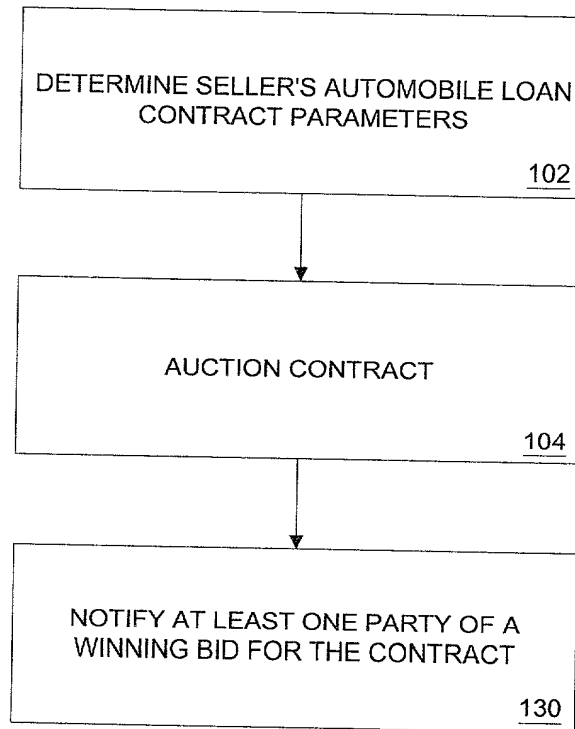 DETERMINE SELLER'S AUTOMOBILE LOAN
CONTRACT PARAMETERS
102
AUCTION CONTRACT
104
NOTIFY AT LEAST ONE PARTY OF A
WINNING BID FOR THE CONTRACT
130